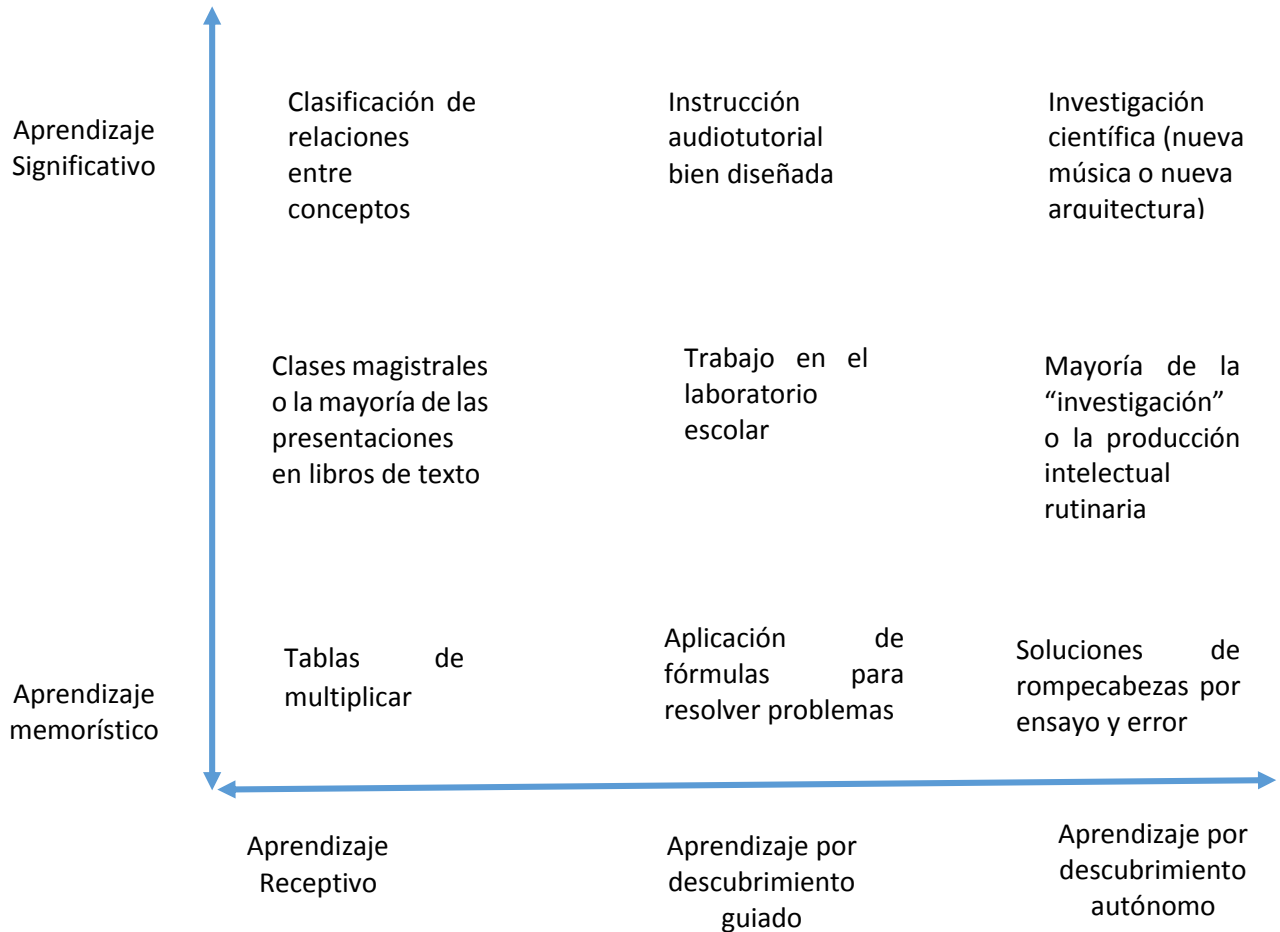 Aprendizaje
Significativo
Clasificación de
relaciones
entre
conceptos
Instrucción
audiotutorial
bien diseñada
Investigación
científica (nueva
música o nueva
arquitectura)
Clases magistrales
o la mayoría de las
presentaciones
en libros de texto
Trabajo en el
laboratorio
escolar
Mayoría de la
“investigación”
o la producción
intelectual
rutinaria
Aprendizaje
memorístico
Tablas de
multiplicar
Aplicación de
fórmulas para
resolver problemas
Soluciones de
rompecabezas por
ensayo y error
Aprendizaje
Receptivo
Aprendizaje por
descubrimiento
guiado
Aprendizaje por
descubrimiento
autónomo